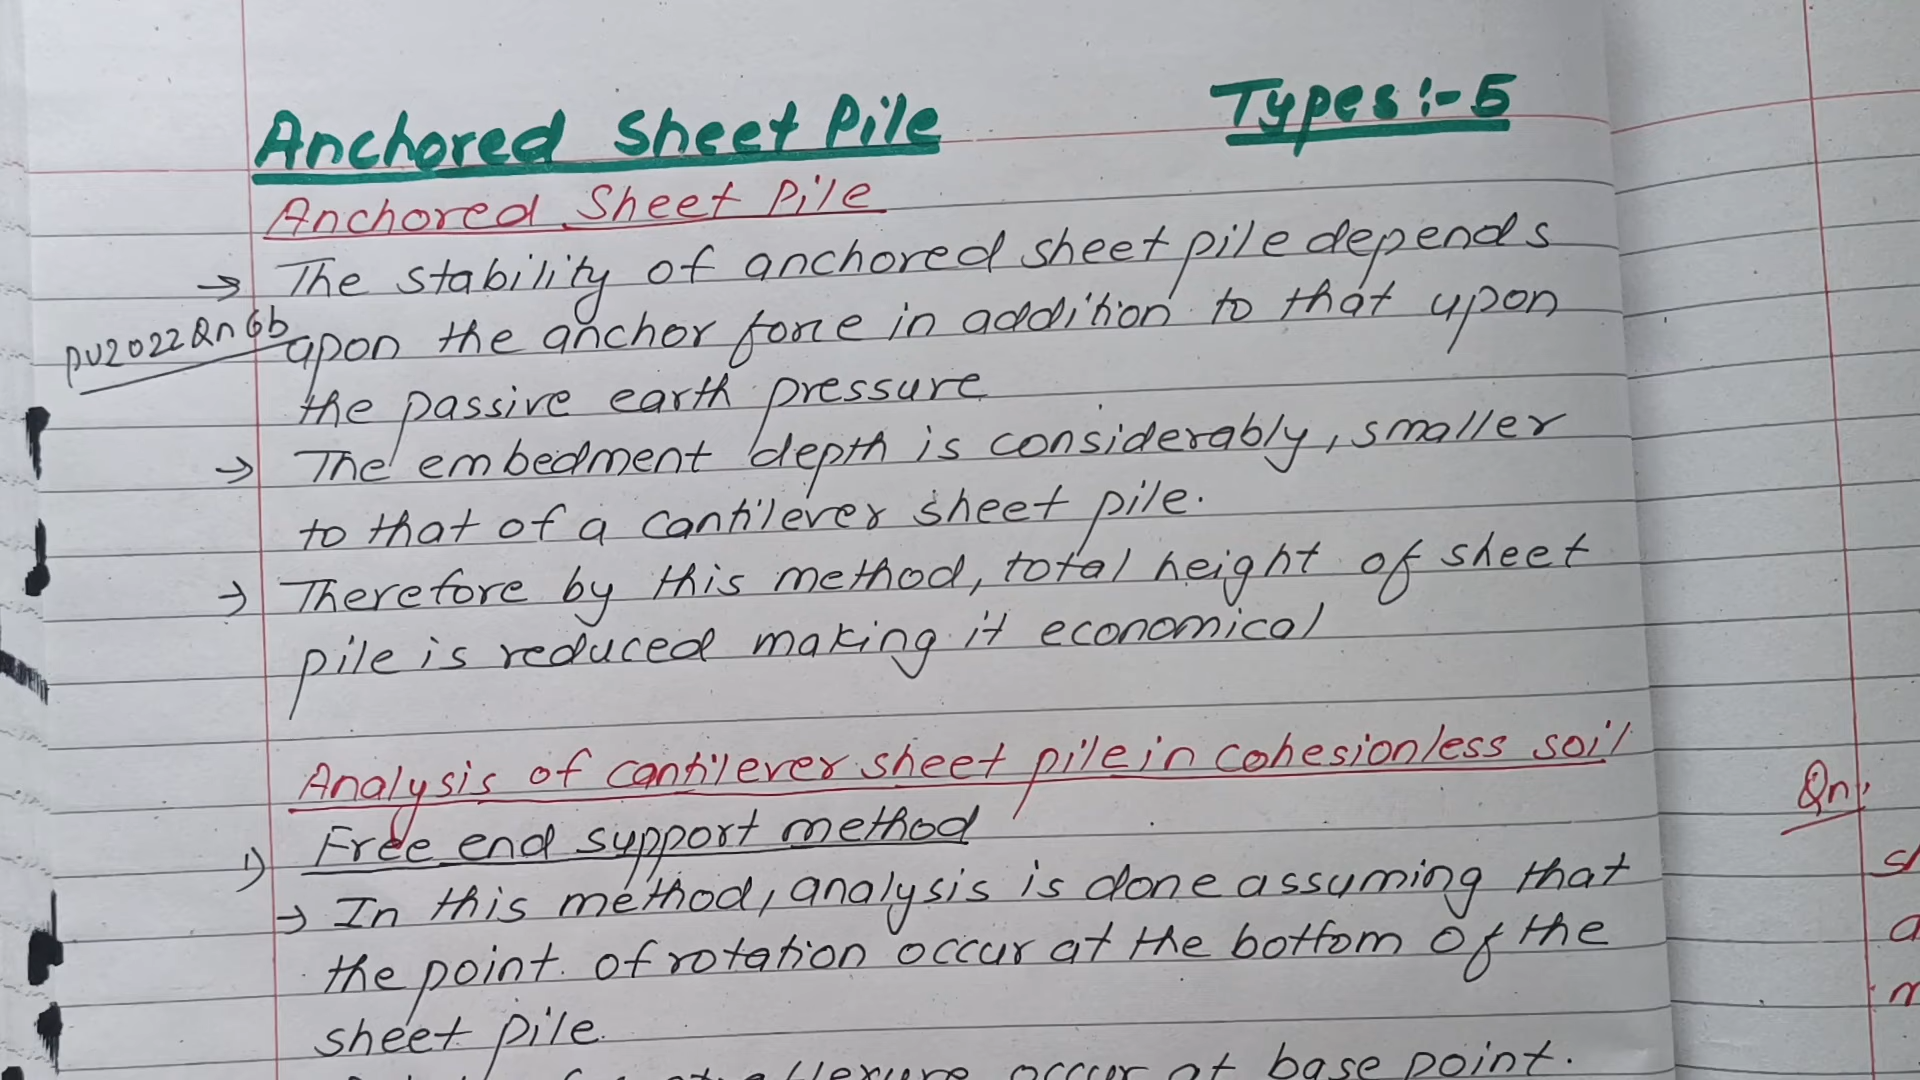 Anchored Sheet Pile Types:-5
Anchored Sheet Pile
→ The stability of anchored sheet pile depends
PU2022Qn6b upon the anchor force in addition to that upon
the passive earth pressure
→ The embedment depth is considerably, smaller
to that of a cantilever sheet pile.
→ Therefore by this method, total height of sheet
pile is reduced making it economical
Analysis of cantilever sheet pile in cohesionless soil
1) Free end support method
→ In this method, analysis is done assuming that
the point of rotation occur at the bottom of the
sheet pile.
occur at base point.
Qn.